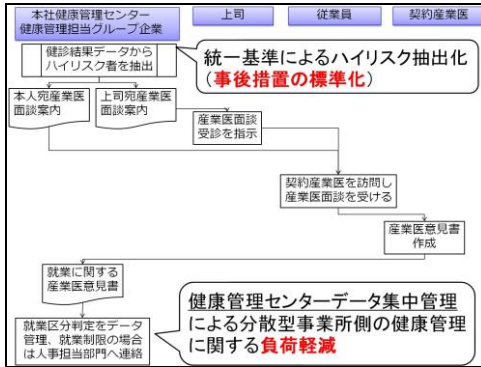 本社健康管理センター
健康管理担当グループ企業
上司
従業員
契約産業医
健診結果データから
ハイリスク者を抽出
統一基準によるハイリスク抽出化
（事後措置の標準化）
本人宛産業医
面談案内
上司宛産業医
面談案内
産業医面談
受診を指示
契約産業医を訪問し
産業医面談を受ける
産業医意見書
作成
就業に関する
産業医意見書
健康管理センターデータ集中管理
による分散型事業所側の健康管理
に関する負荷軽減
就業区分判定をデータ
管理、就業制限の場合
は人事担当部門へ連絡